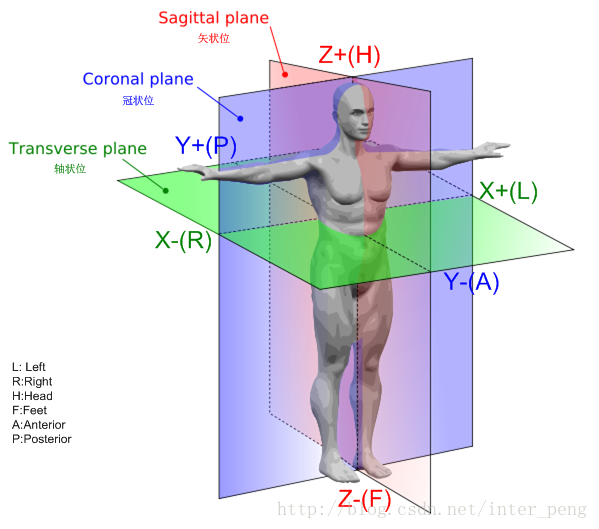 Sagittal plane
矢状位
Z+(H)
Coronal plane
冠状位
Transverse plane
轴状位
Y+(P)
X+(L)
X-(R)
Y-(A)
L: Left
R:Right
H:Head
F:Feet
A:Anterior
P:Posterior
Z-(F)
http://blog.csdn.net/inter_peng